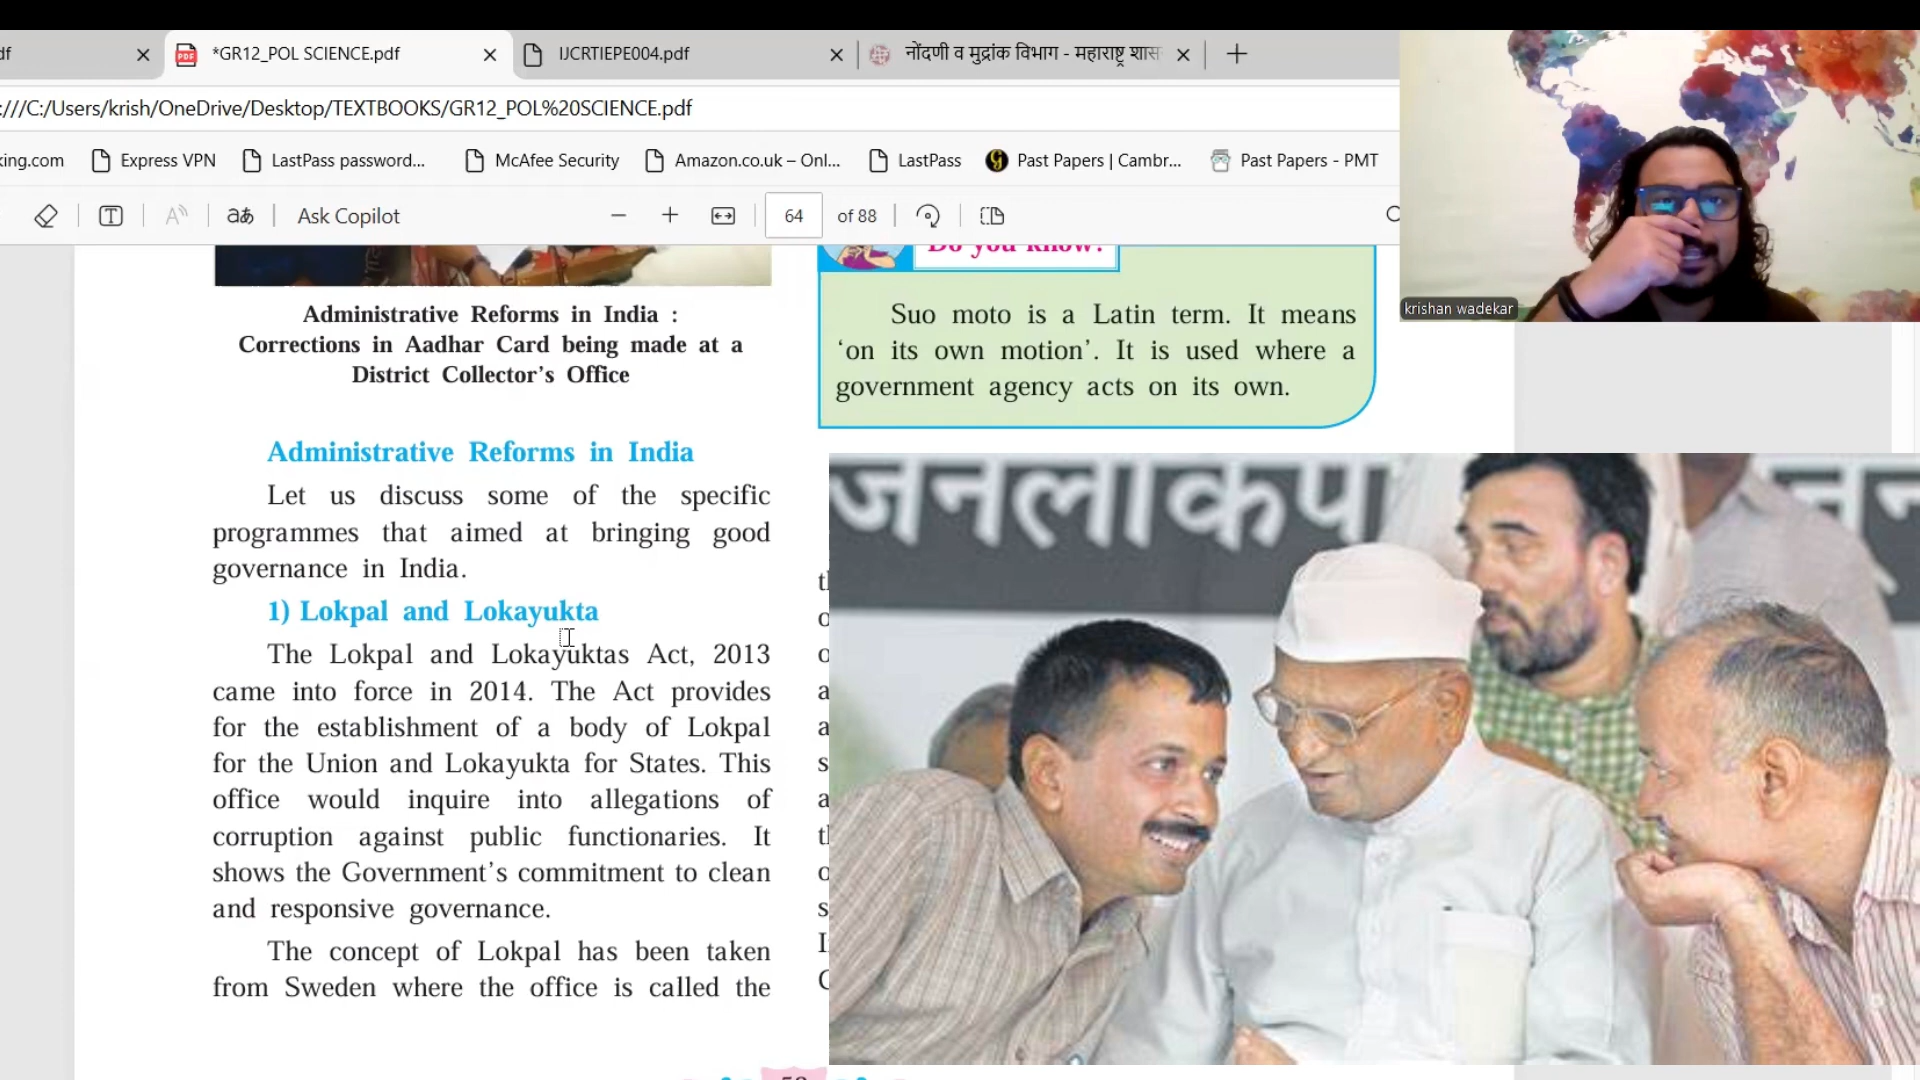 df
*GR12_POL SCIENCE.pdf
IJCRTIEPE004.pdf
नोंदणी व मुद्रांक विभाग - महाराष्ट्र शास
:///C:/Users/krish/OneDrive/Desktop/TEXTBOOKS/GR12_POL%20SCIENCE.pdf
king.com
Express VPN
LastPass password...
McAfee Security
Amazon.co.uk – Onl...
LastPass
Past Papers | Cambr...
Past Papers - PMT
aあ
Ask Copilot
64
of 88
krishan wadekar
Administrative Reforms in India :
Corrections in Aadhar Card being made at a
District Collector's Office
Administrative Reforms in India
Let us discuss some of the specific
programmes that aimed at bringing good
governance in India.
1) Lokpal and Lokayukta
The Lokpal and Lokayuktas Act, 2013
came into force in 2014. The Act provides
for the establishment of a body of Lokpal
for the Union and Lokayukta for States. This
office would inquire into allegations of
corruption against public functionaries. It
shows the Government's commitment to clean
and responsive governance.
The concept of Lokpal has been taken
from Sweden where the office is called the
Do you know?
Suo moto is a Latin term. It means
‘on its own motion’. It is used where a
government agency acts on its own.
जनलोकपा